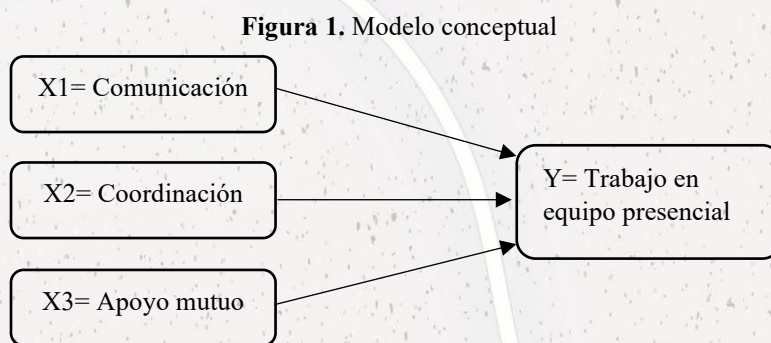 Figura 1. Modelo conceptual
X1= Comunicación
X2= Coordinación
X3= Apoyo mutuo
Y= Trabajo en
equipo presencial